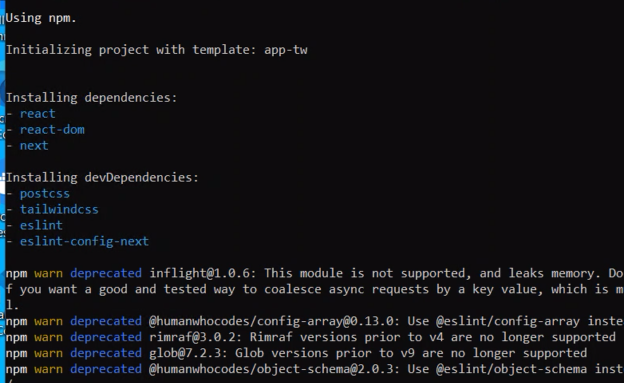 Using npm.
Initializing project with template: app-tw
Installing dependencies:
- react
- react-dom
- next
Installing devDependencies:
- postcss
- tailwindcss
- eslint
- eslint-config-next
npm warn deprecated inflight@1.0.6: This module is not supported, and leaks memory. Do
f you want a good and tested way to coalesce async requests by a key value, which is m
l.
npm warn deprecated @humanwhocodes/config-array@0.13.0: Use @eslint/config-array inste
npm warn deprecated rimraf@3.0.2: Rimraf versions prior to v4 are no longer supported
npm warn deprecated glob@7.2.3: Glob versions prior to v9 are no longer supported
npm warn deprecated @humanwhocodes/object-schema@2.0.3: Use @eslint/object-schema inst